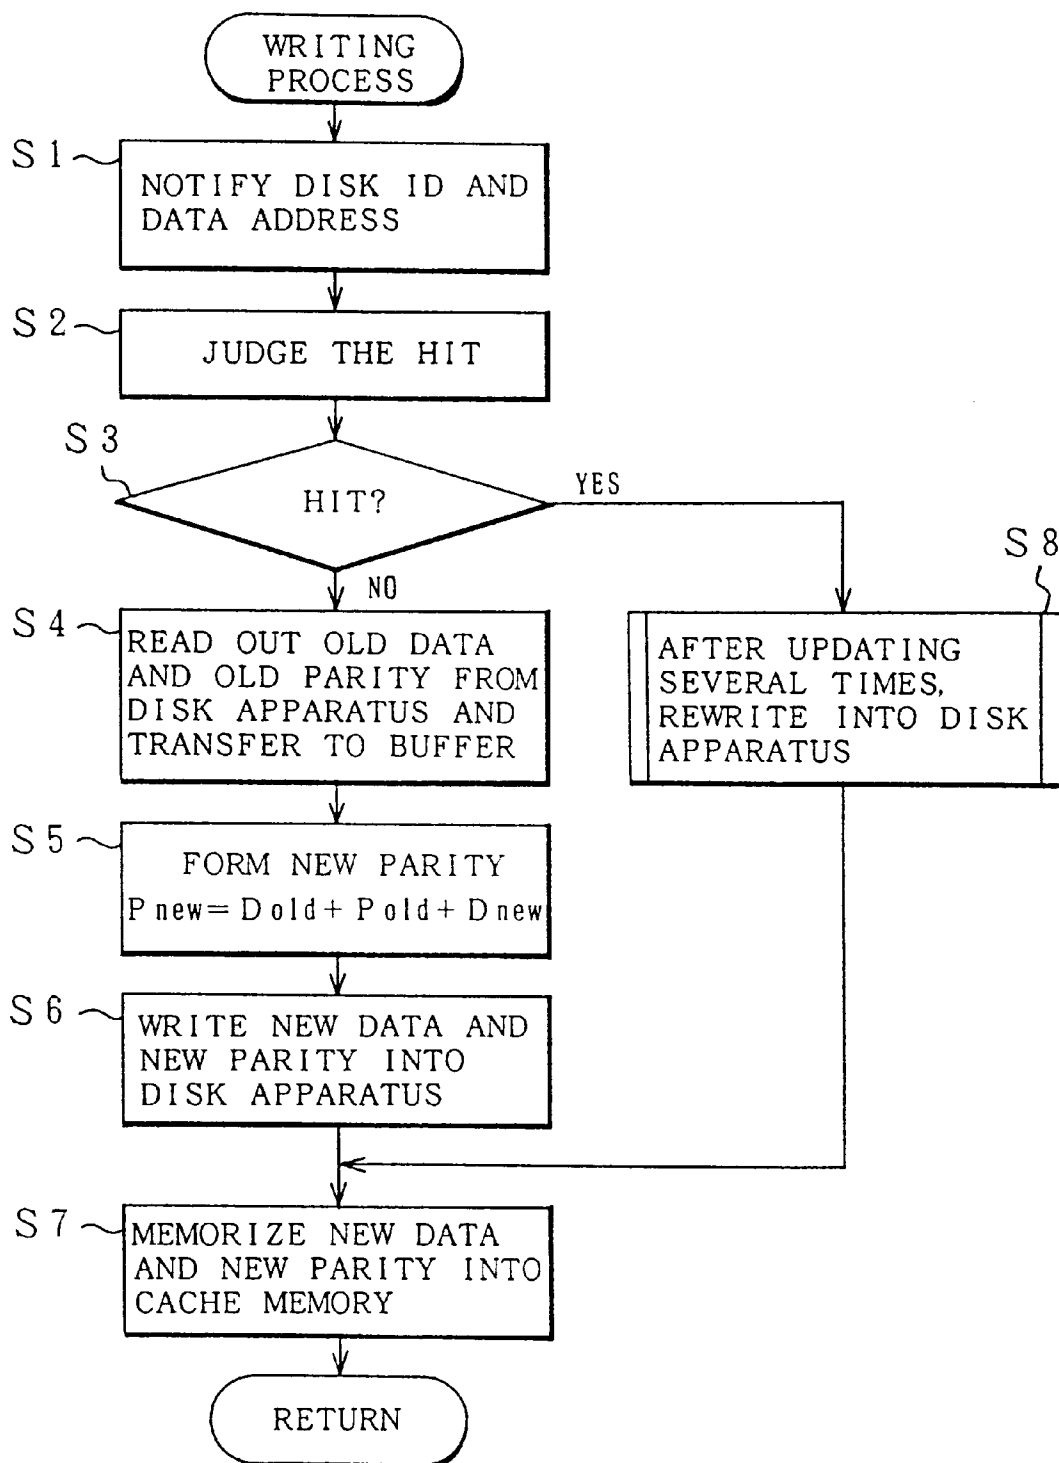 WRITING
PROCESS
S1
NOTIFY DISK ID AND
DATA ADDRESS
S2
JUDGE THE HIT
S3
HIT?
YES
NO
S8
S4
READ OUT OLD DATA
AND OLD PARITY FROM
DISK APPARATUS AND
TRANSFER TO BUFFER
AFTER UPDATING
SEVERAL TIMES,
REWRITE INTO DISK
APPARATUS
S5
FORM NEW PARITY
Pnew=Dold+Pold+Dnew
S6
WRITE NEW DATA AND
NEW PARITY INTO
DISK APPARATUS
S7
MEMORIZE NEW DATA
AND NEW PARITY INTO
CACHE MEMORY
RETURN